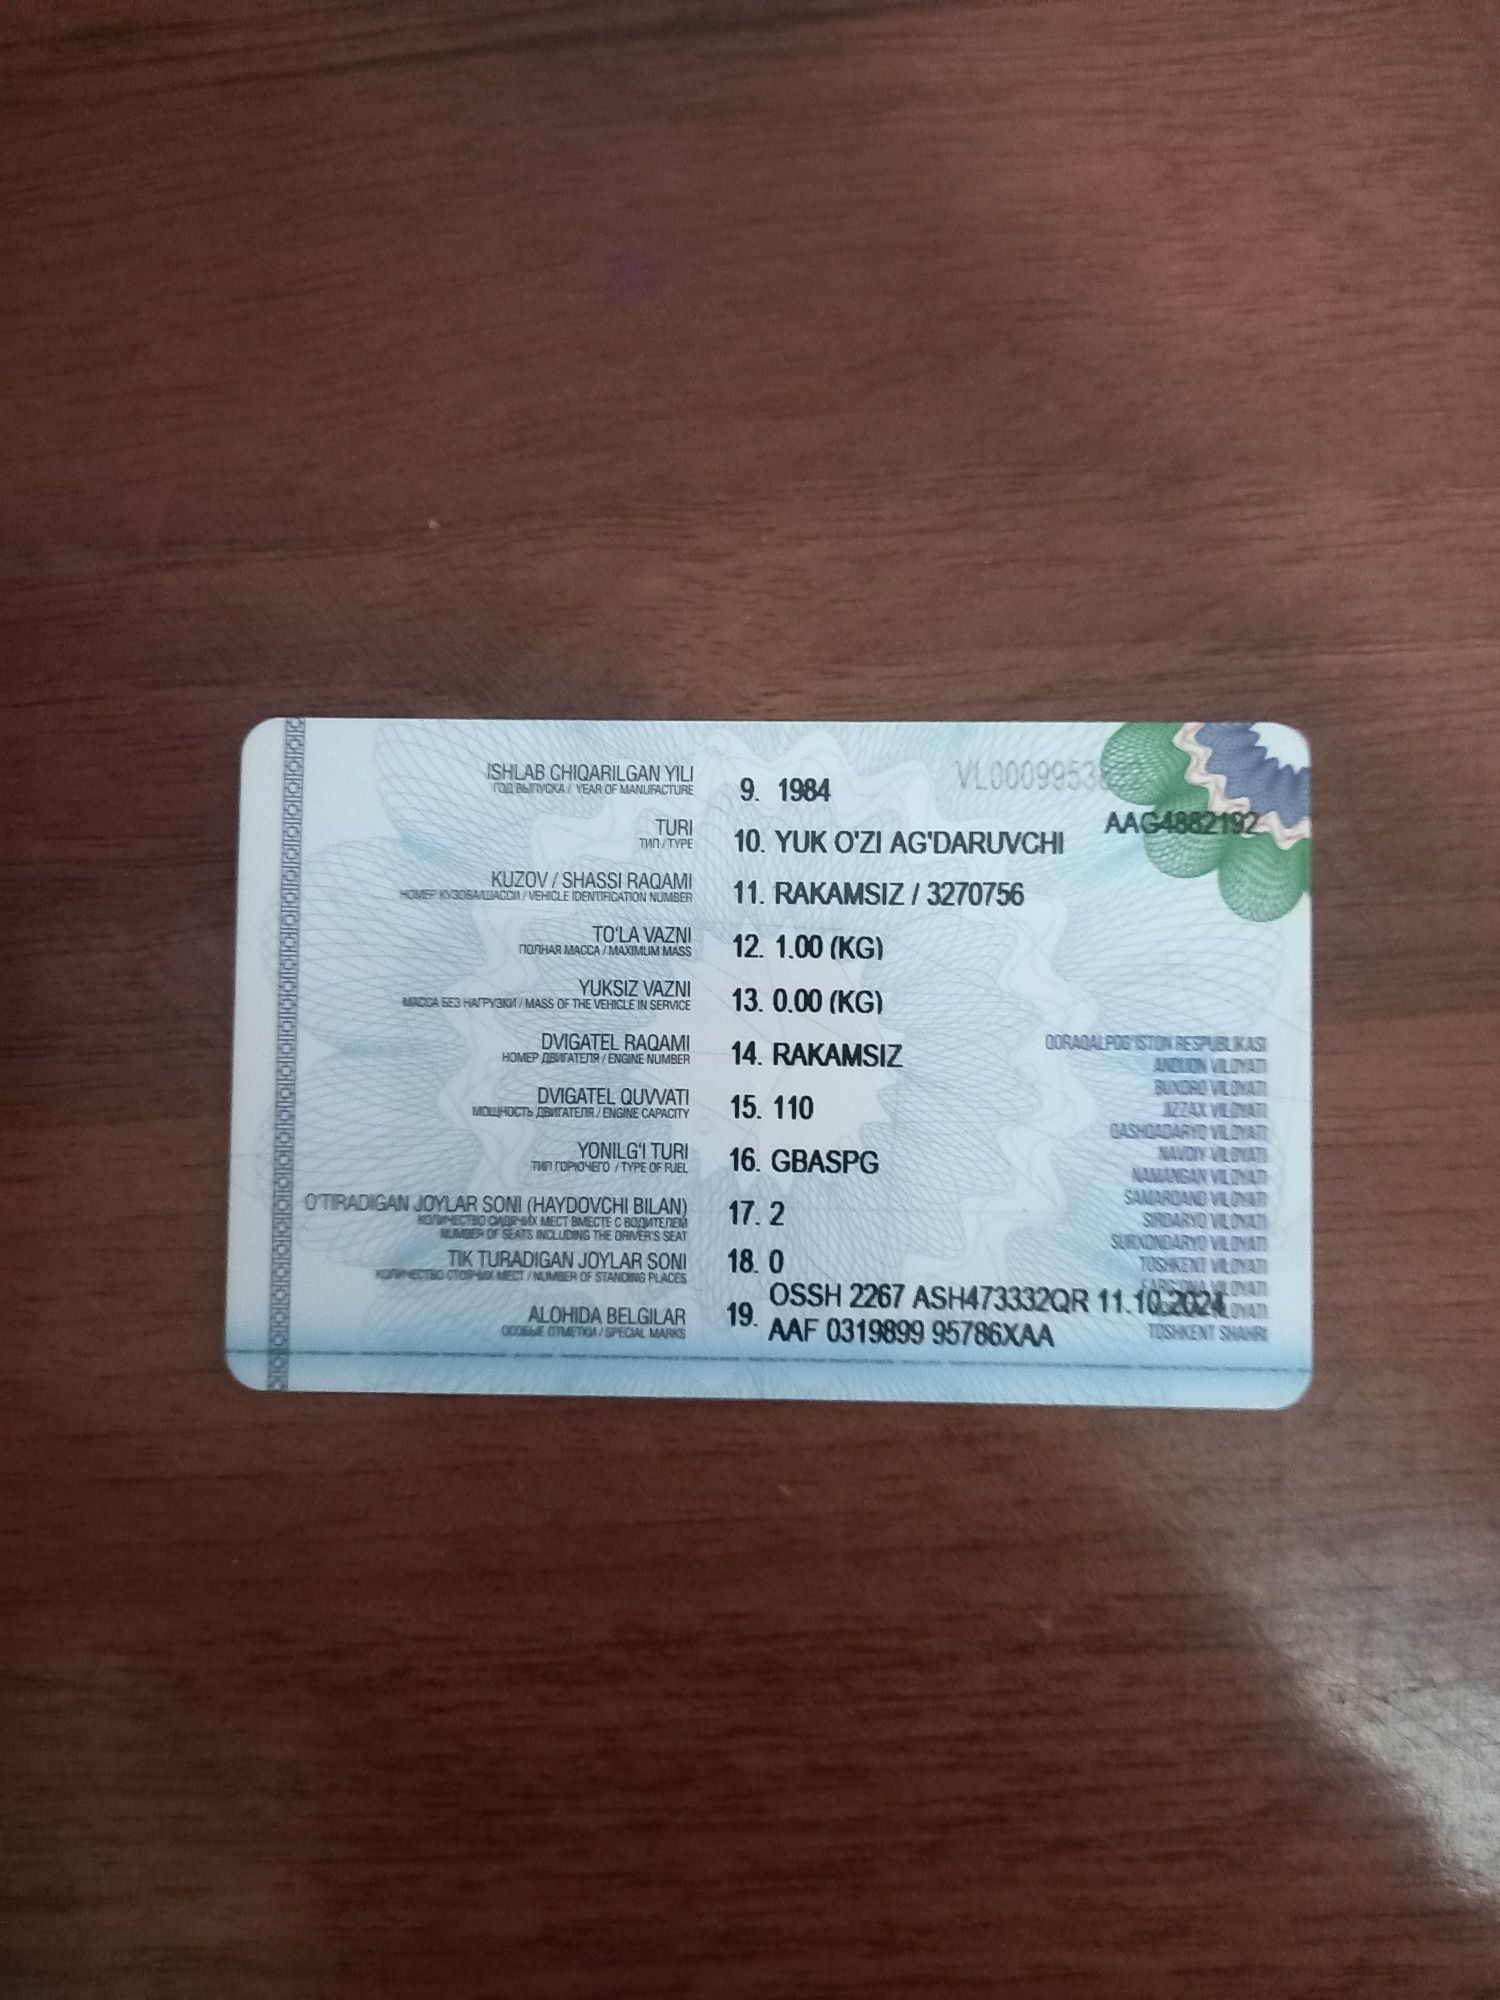 ISHLAB CHIQARILGAN YILI
ГОД ВЫПУСКА / YEAR OF MANUFACTURE
9. 1984
VL0009953
AAG4882192
TURI
ТИП / TYPE
10. YUK O'ZI AG'DARUVCHI
KUZOV / SHASSI RAQAMI
НОМЕР КУЗОВА/ШАССИ / VEHICLE IDENTIFICATION NUMBER
11. RAKAMSIZ / 3270756
TO'LA VAZNI
ПОЛНАЯ МАССА / MAXIMUM MASS
12. 1.00 (KG)
YUKSIZ VAZNI
МАССА БЕЗ НАГРУЗКИ / MASS OF THE VEHICLE IN SERVICE
13. 0.00 (KG)
DVIGATEL RAQAMI
НОМЕР ДВИГАТЕЛЯ / ENGINE NUMBER
14. RAKAMSIZ
DVIGATEL QUVVATI
МОЩНОСТЬ ДВИГАТЕЛЯ / ENGINE CAPACITY
15. 110
YONILG'I TURI
ТИП ГОРЮЧЕГО / TYPE OF FUEL
16. GBASPG
O'TIRADIGAN JOYLAR SONI (HAYDOVCHI BILAN)
КОЛИЧЕСТВО СИДЯЧИХ МЕСТ ВМЕСТЕ С ВОДИТЕЛЕМ
NUMBER OF SEATS INCLUDING THE DRIVER'S SEAT
17. 2
TIK TURADIGAN JOYLAR SONI
КОЛИЧЕСТВО СТОЯЧИХ МЕСТ / NUMBER OF STANDING PLACES
18. 0
ALOHIDA BELGILAR
ОСОБЫЕ ОТМЕТКИ / SPECIAL MARKS
19. OSSH 2267 ASH473332QR 11.10.2024
AAF 0319899 95786XAA
QORAQALPOG'ISTON RESPUBLIKASI
ANDIJON VILOYATI
BUXORO VILOYATI
JIZZAX VILOYATI
QASHQADARYO VILOYATI
NAVOIY VILOYATI
NAMANGAN VILOYATI
SAMARQAND VILOYATI
SIRDARYO VILOYATI
SURXONDARYO VILOYATI
TOSHKENT VILOYATI
FARG'ONA VILOYATI
VILOYATI
TOSHKENT SHAHRI